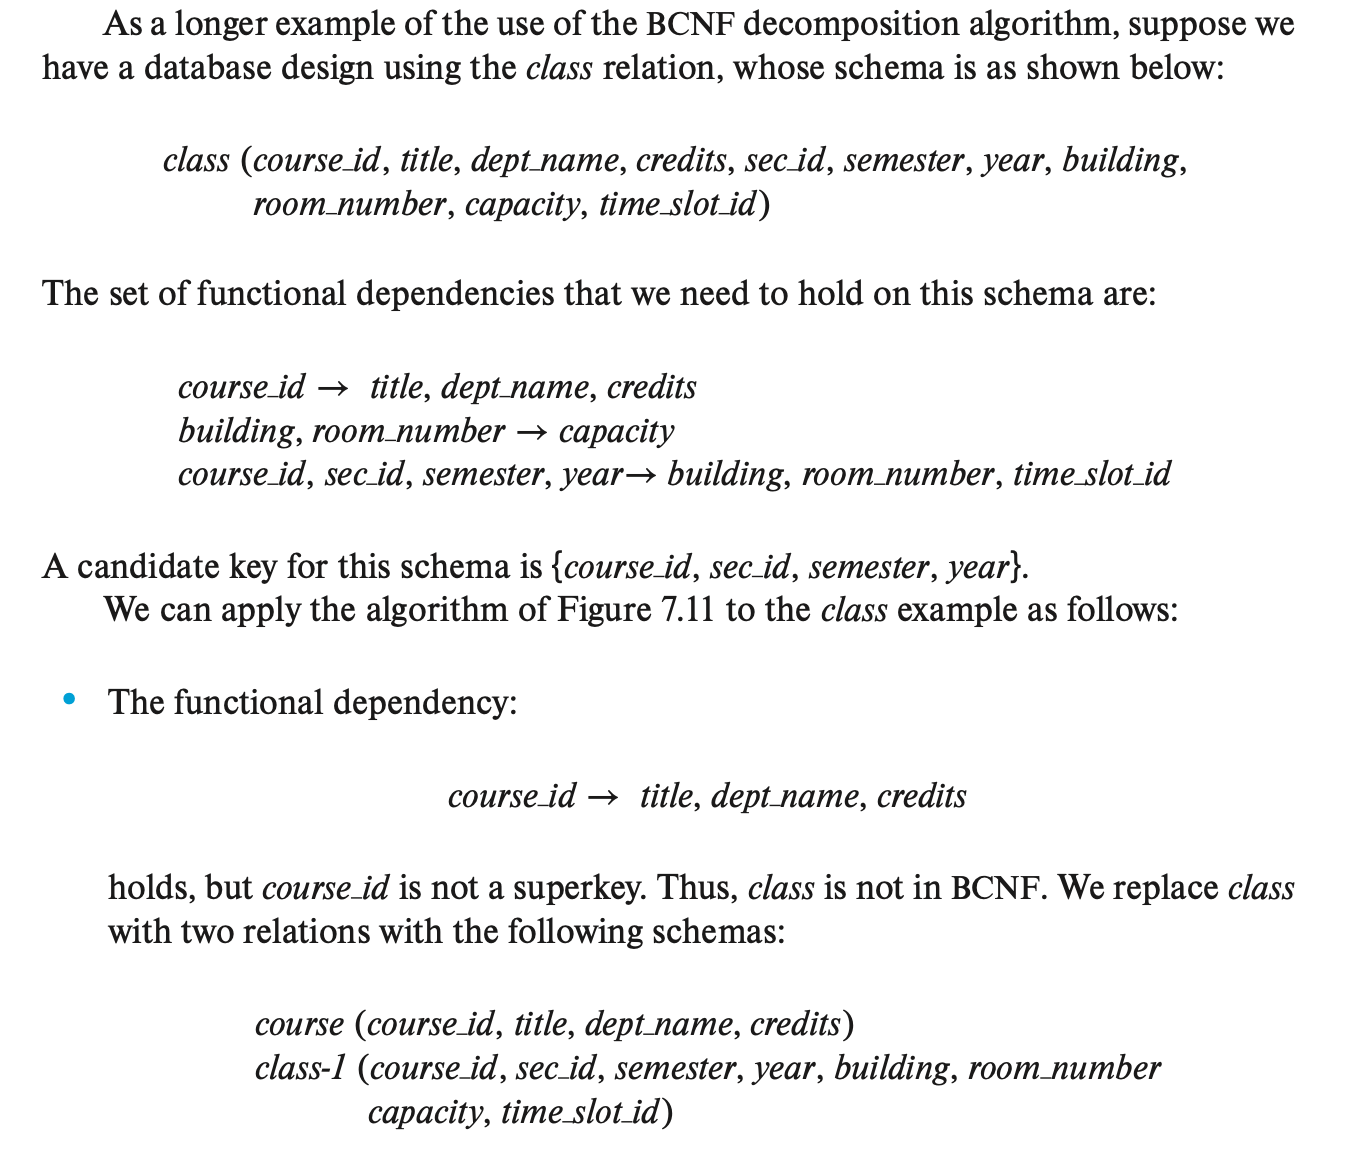 As a longer example of the use of the BCNF decomposition algorithm, suppose we
have a database design using the class relation, whose schema is as shown below:
class (course_id, title, dept_name, credits, sec_id, semester, year, building,
room_number, capacity, time_slot_id)
The set of functional dependencies that we need to hold on this schema are:
course_id → title, dept_name, credits
building, room_number → capacity
course_id, sec_id, semester, year→ building, room_number, time_slot_id
A candidate key for this schema is {course_id, sec_id, semester, year}.
We can apply the algorithm of Figure 7.11 to the class example as follows:
• The functional dependency:
course_id → title, dept_name, credits
holds, but course_id is not a superkey. Thus, class is not in BCNF. We replace class
with two relations with the following schemas:
course (course_id, title, dept_name, credits)
class-1 (course_id, sec_id, semester, year, building, room_number
capacity, time_slot_id)